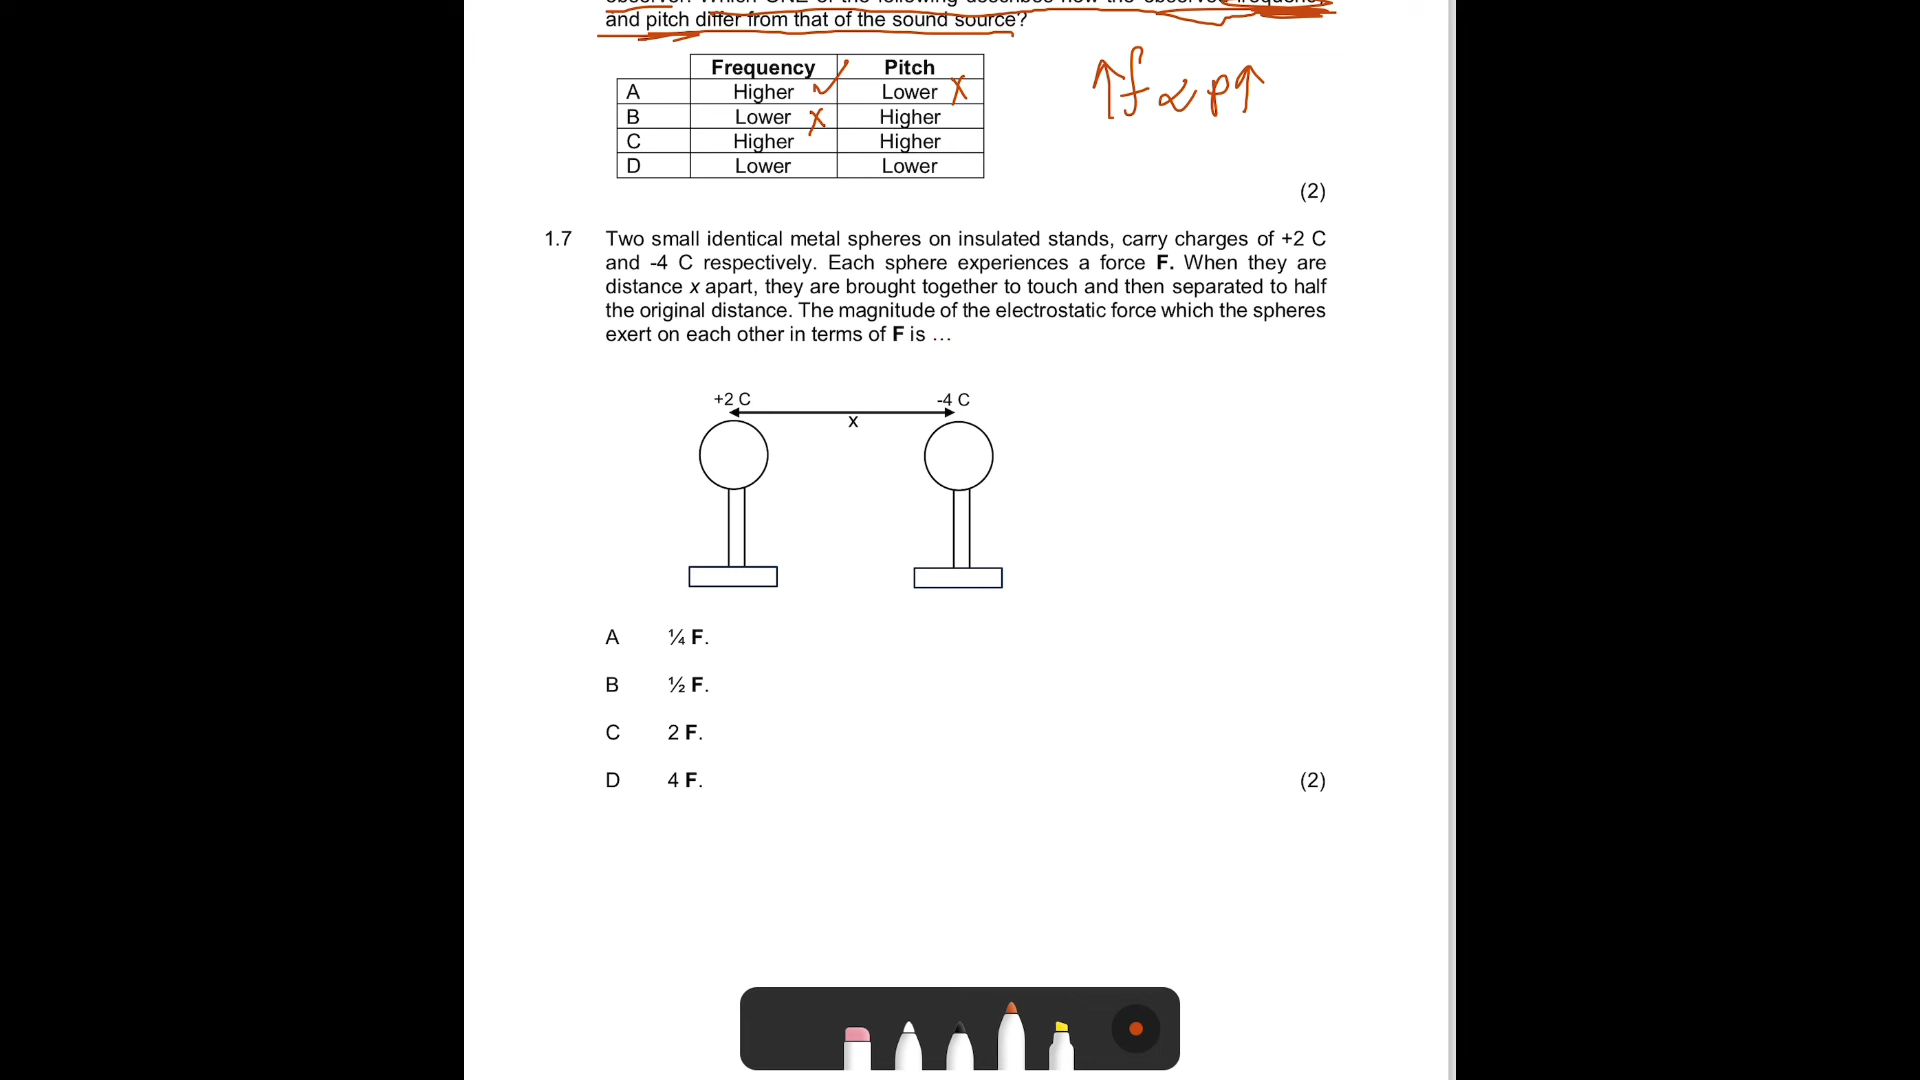 and pitch differ from that of the sound source?
Frequency Pitch
A Higher Lower
B Lower Higher
C Higher Higher
D Lower Lower
(2)
↑f ∝ p↑
1.7 Two small identical metal spheres on insulated stands, carry charges of +2 C
and -4 C respectively. Each sphere experiences a force F. When they are
distance x apart, they are brought together to touch and then separated to half
the original distance. The magnitude of the electrostatic force which the spheres
exert on each other in terms of F is …
+2 C -4 C
x
A ¼ F.
B ½ F.
C 2 F.
D 4 F. (2)